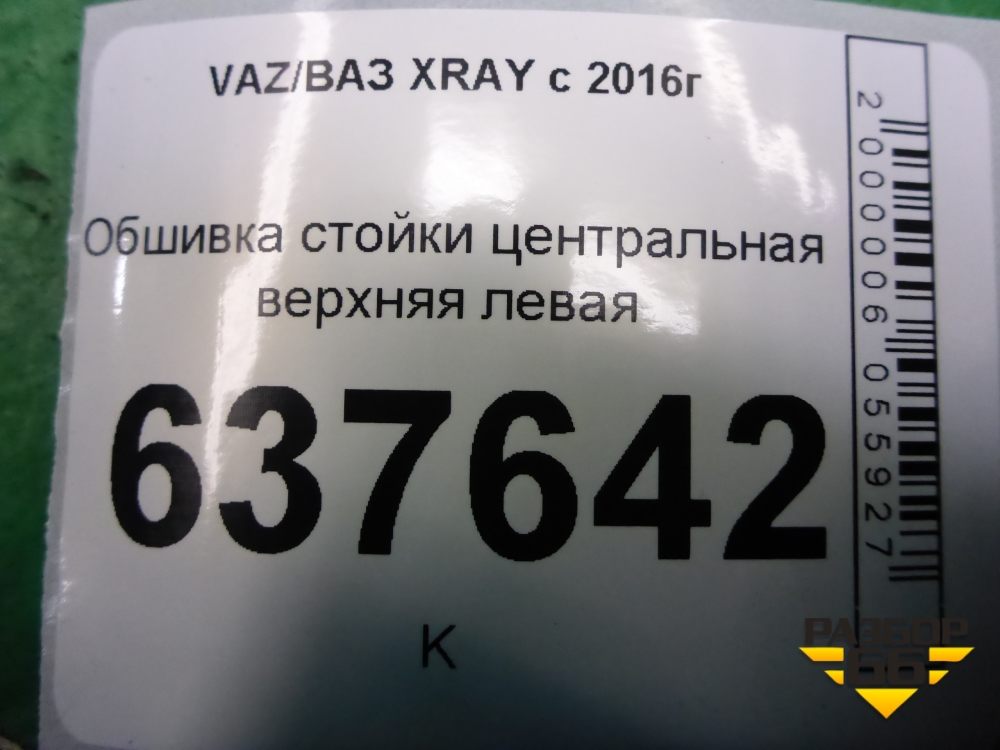 VAZ/ВАЗ XRAY с 2016г
Обшивка стойки центральная
верхняя левая
637642
К
2000006055927
РАЗБОР
66